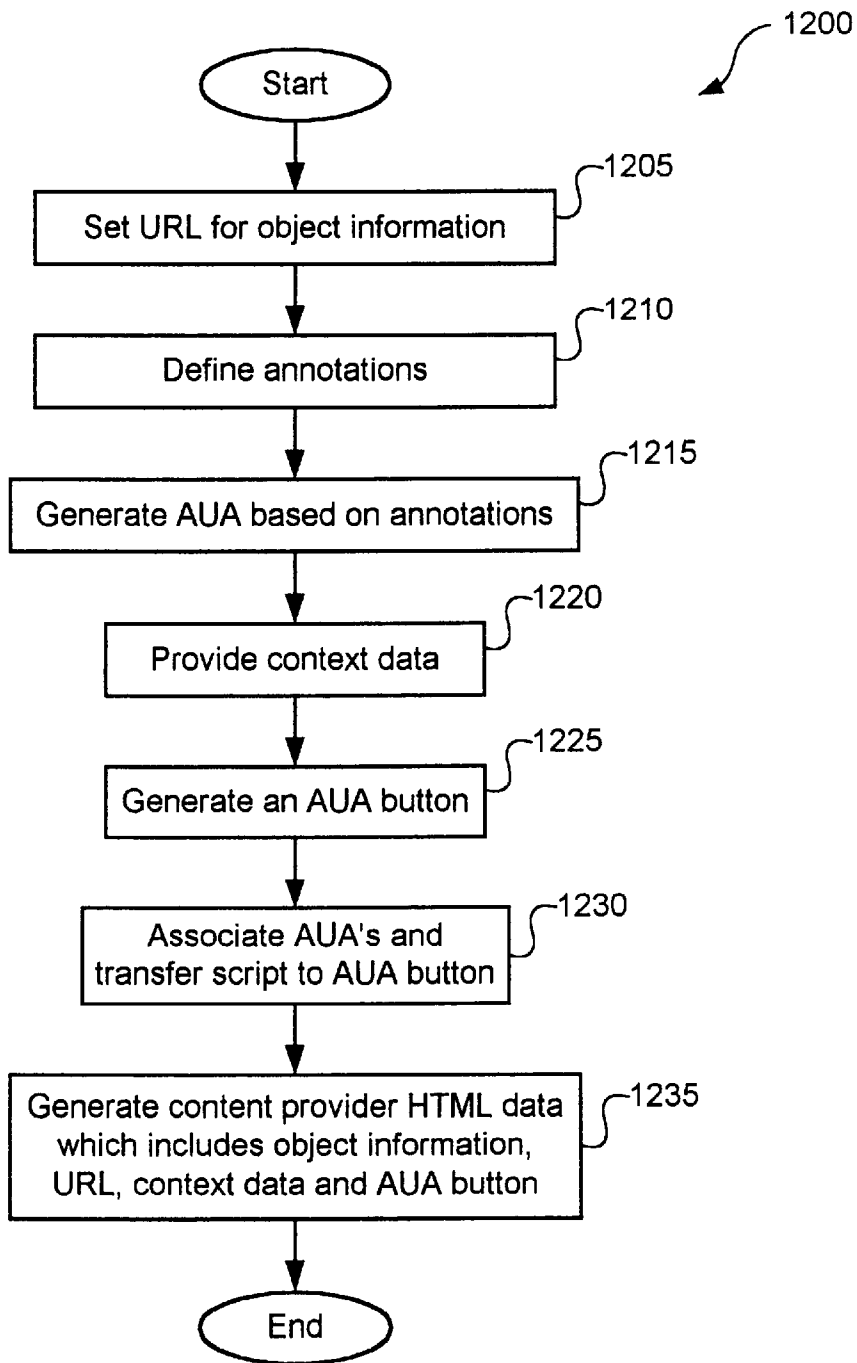 1200
Start
1205
Set URL for object information
1210
Define annotations
1215
Generate AUA based on annotations
1220
Provide context data
1225
Generate an AUA button
1230
Associate AUA's and
transfer script to AUA button
1235
Generate content provider HTML data
which includes object information,
URL, context data and AUA button
End